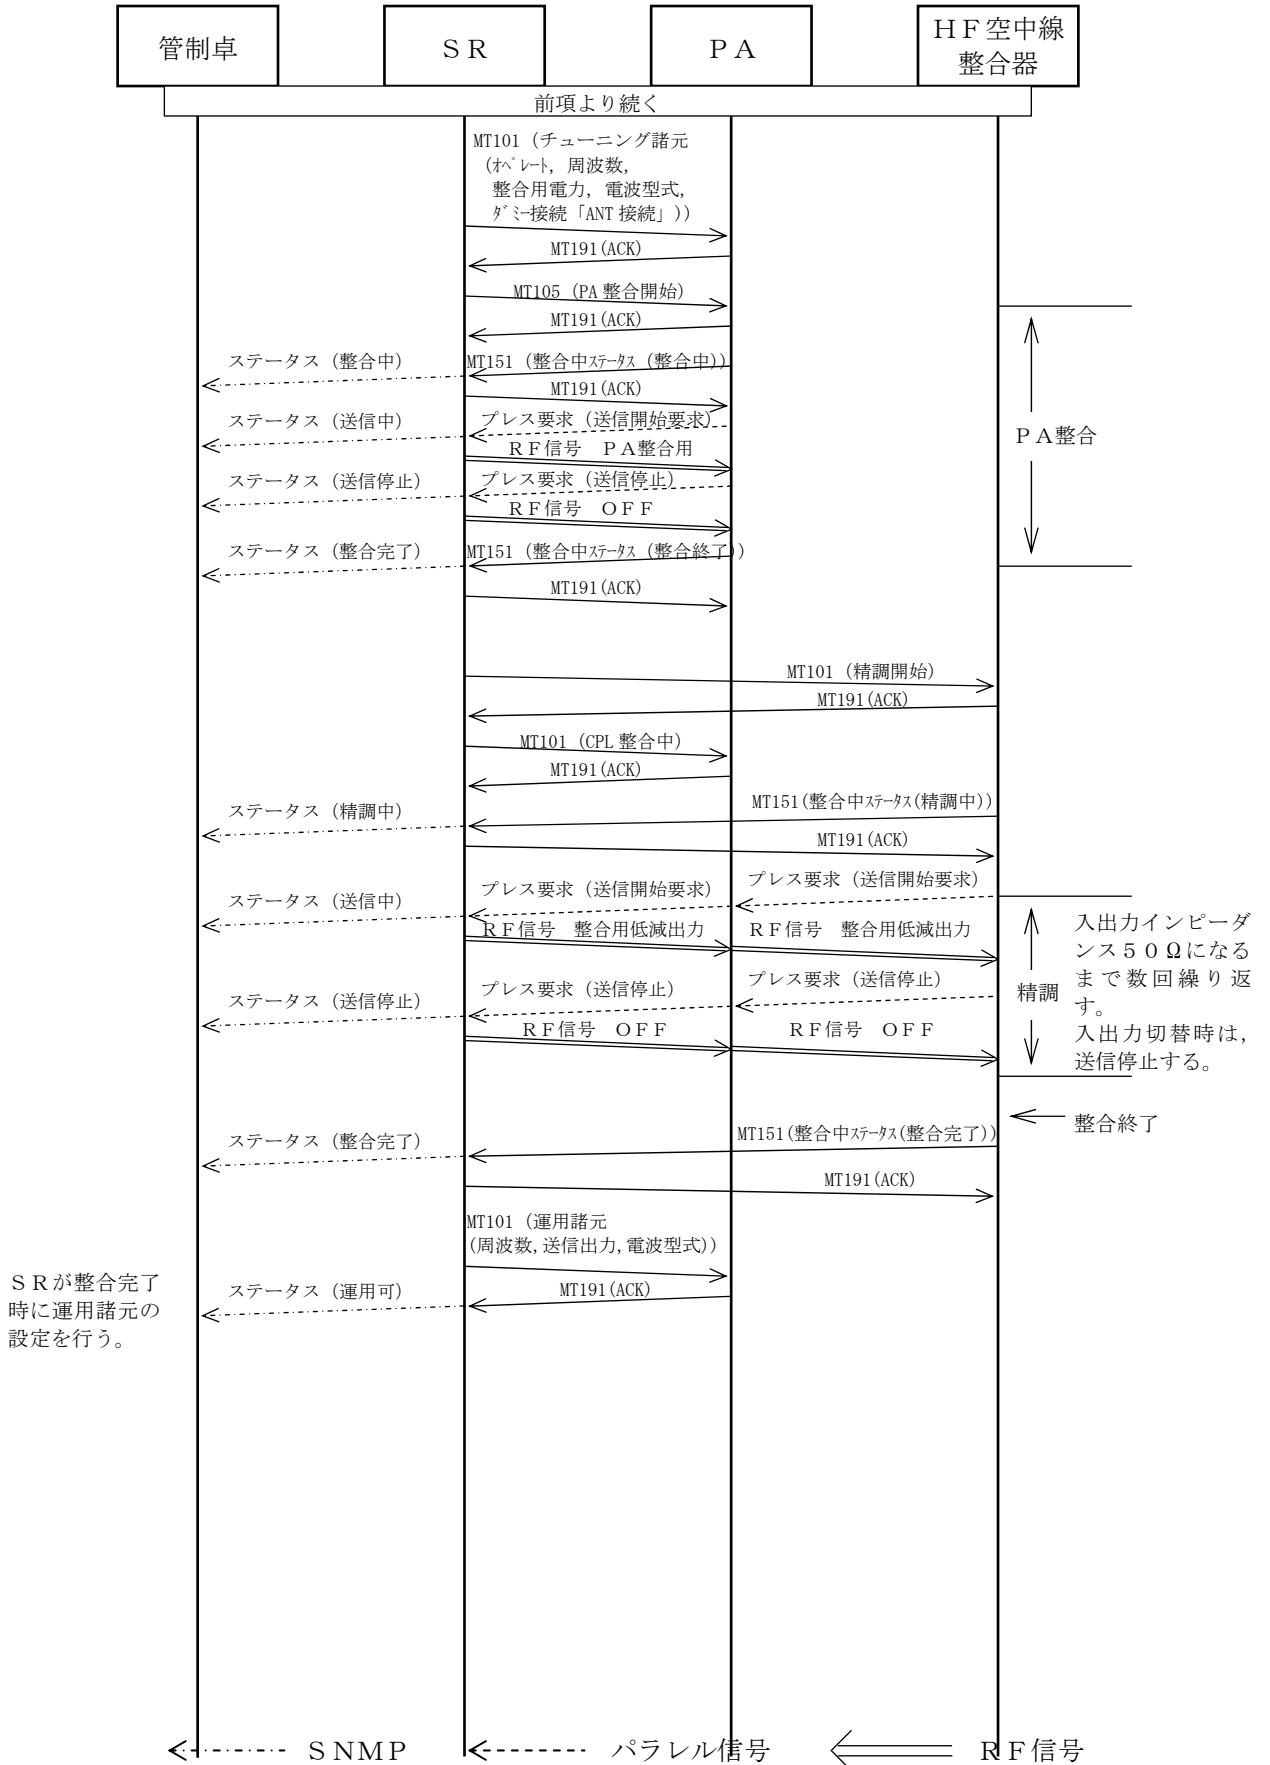 管制卓
ＳＲ
ＰＡ
ＨＦ空中線
整合器
前項より続く
MT101（チューニング諸元
（ｵﾍﾟﾚｰﾄ，周波数，
整合用電力，電波型式，
ﾀﾞﾐｰ接続「ANT 接続」））
MT191(ACK)
MT105（PA 整合開始）
MT191(ACK)
ステータス（整合中）
MT151（整合中ｽﾃｰﾀｽ（整合中））
MT191(ACK)
ステータス（送信中）
プレス要求（送信開始要求）
ＲＦ信号　ＰＡ整合用
ＰＡ整合
ステータス（送信停止）
プレス要求（送信停止）
ＲＦ信号　ＯＦＦ
ステータス（整合完了）
MT151（整合中ｽﾃｰﾀｽ（整合終了））
MT191(ACK)
MT101（精調開始）
MT191(ACK)
MT101（CPL 整合中）
MT191(ACK)
ステータス（精調中）
MT151(整合中ｽﾃｰﾀｽ(精調中))
MT191(ACK)
ステータス（送信中）
プレス要求（送信開始要求）
プレス要求（送信開始要求）
ＲＦ信号　整合用低減出力
ＲＦ信号　整合用低減出力
ステータス（送信停止）
プレス要求（送信停止）
プレス要求（送信停止）
ＲＦ信号　ＯＦＦ
ＲＦ信号　ＯＦＦ
精調
入出力インピーダ
ンス５０Ωになる
まで数回繰り返
す。
入出力切替時は，
送信停止する。
整合終了
ステータス（整合完了）
MT151(整合中ｽﾃｰﾀｽ(整合完了))
MT191(ACK)
MT101（運用諸元
(周波数,送信出力,電波型式))
ＳＲが整合完了
時に運用諸元の
設定を行う。
ステータス（運用可）
MT191(ACK)
ＳＮＭＰ
パラレル信号
ＲＦ信号